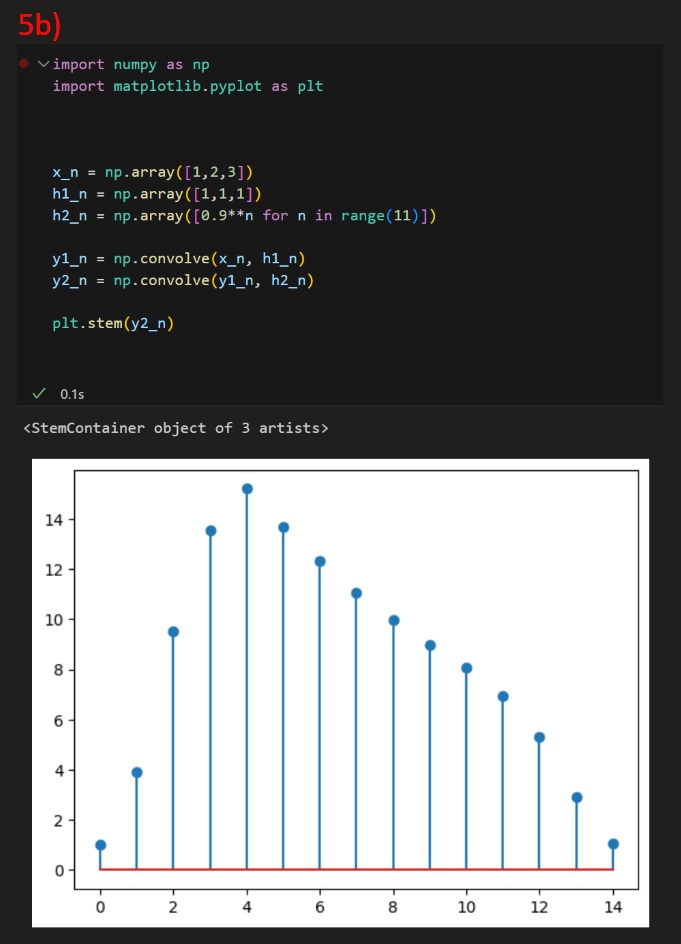 5b)
import numpy as np
import matplotlib.pyplot as plt
x_n = np.array([1,2,3])
h1_n = np.array([1,1,1])
h2_n = np.array([0.9**n for n in range(11)])
y1_n = np.convolve(x_n, h1_n)
y2_n = np.convolve(y1_n, h2_n)
plt.stem(y2_n)
0.1s
<StemContainer object of 3 artists>
14
12
10
8
6
4
2
0
0 2 4 6 8 10 12 14